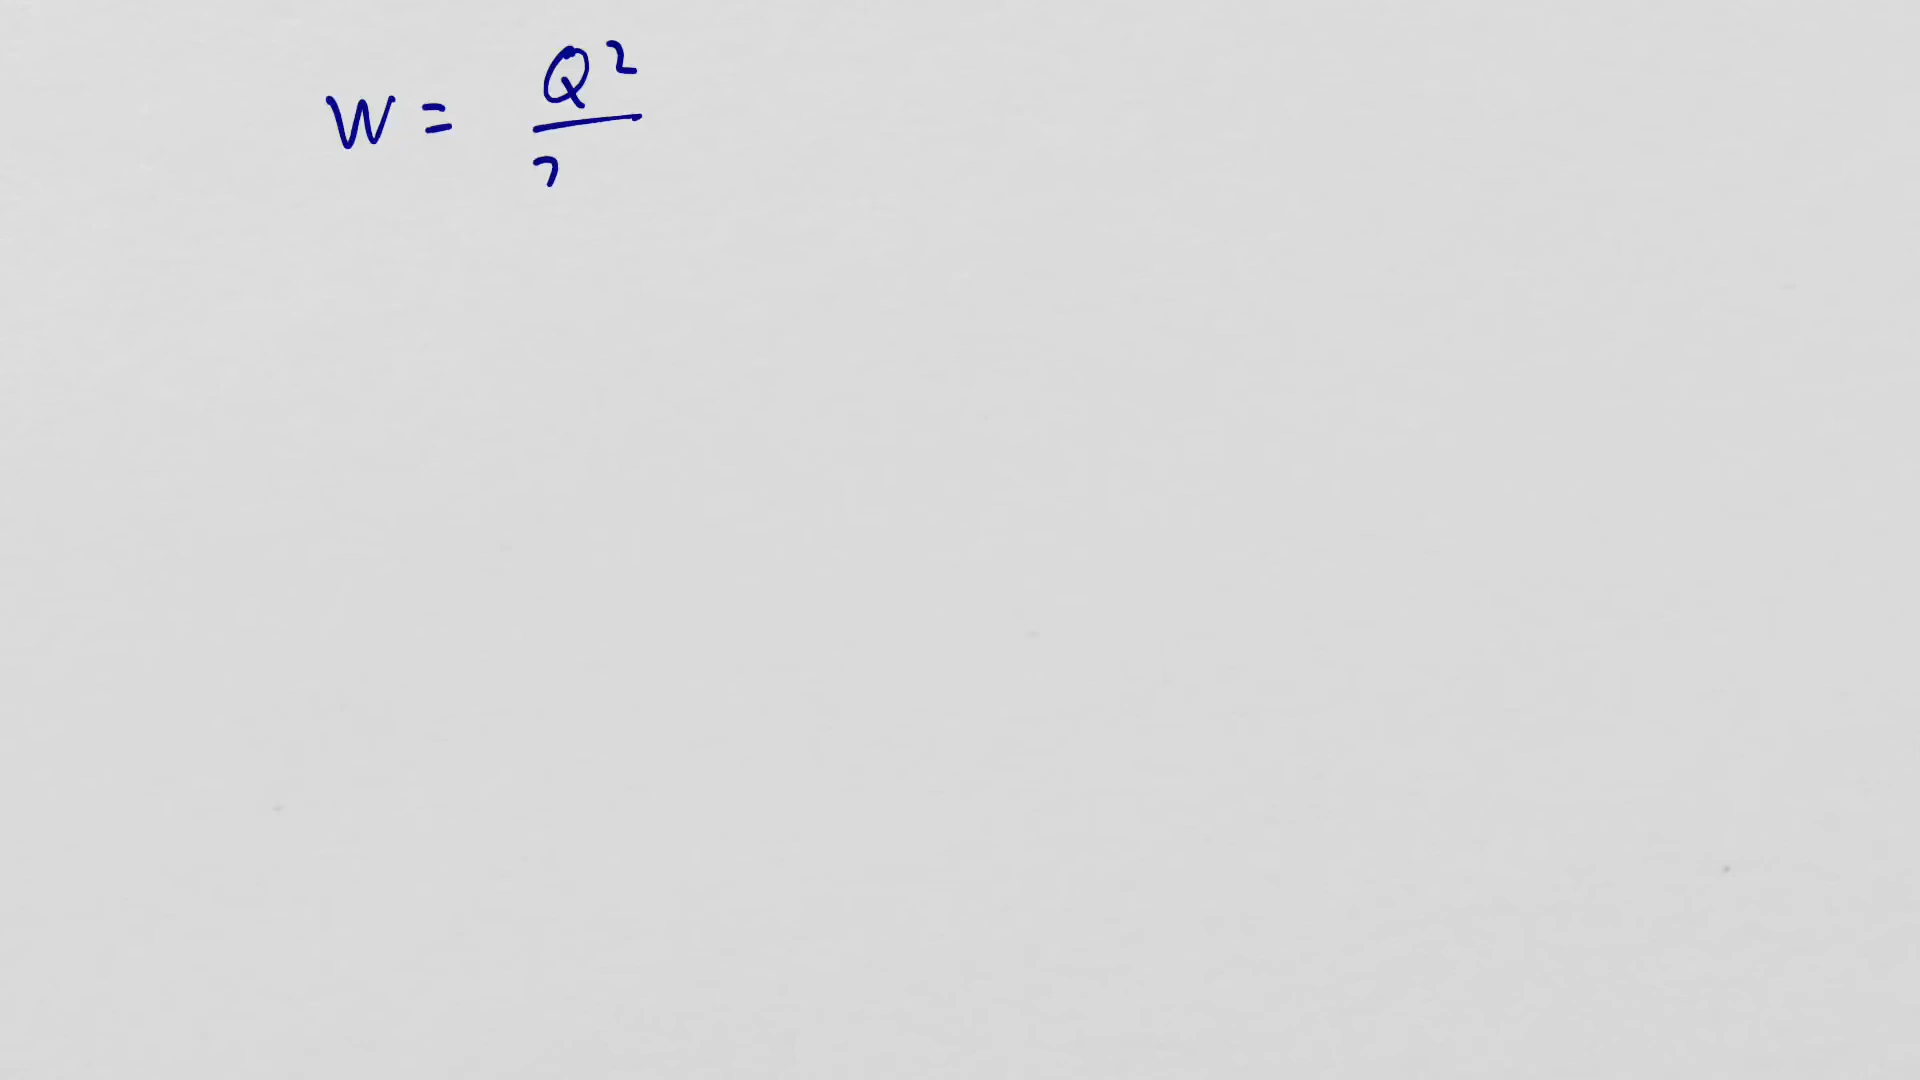 W = Q²/